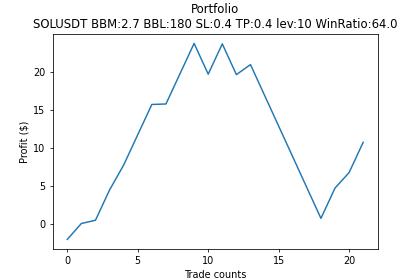 Portfolio
SOLUSDT BBM:2.7 BBL:180 SL:0.4 TP:0.4 lev:10 WinRatio:64.0
Profit ($)
20
15
10
5
0
0 5 10 15 20
Trade counts